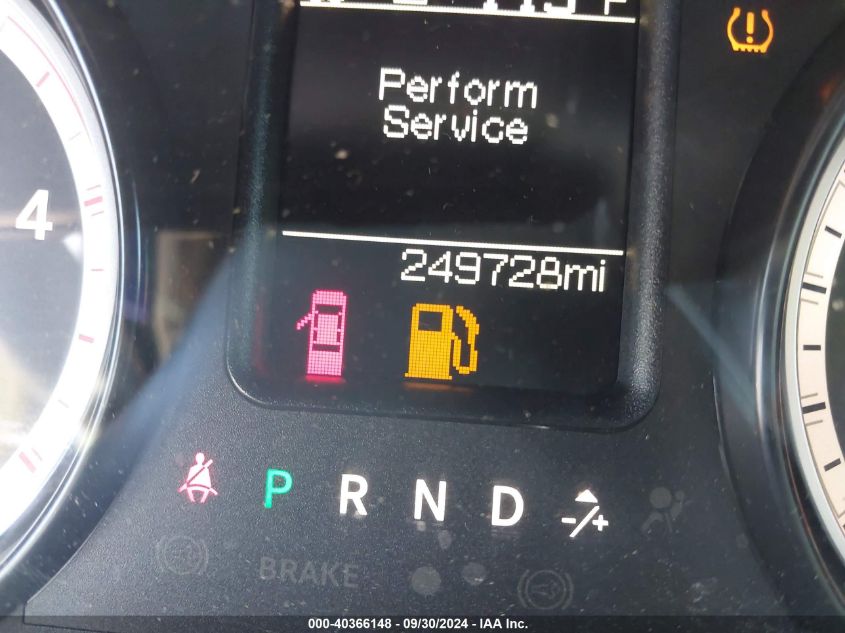 Perform
Service
4
249728mi
P R N D -/+
BRAKE
000-40366148 - 09/30/2024 - IAA Inc.